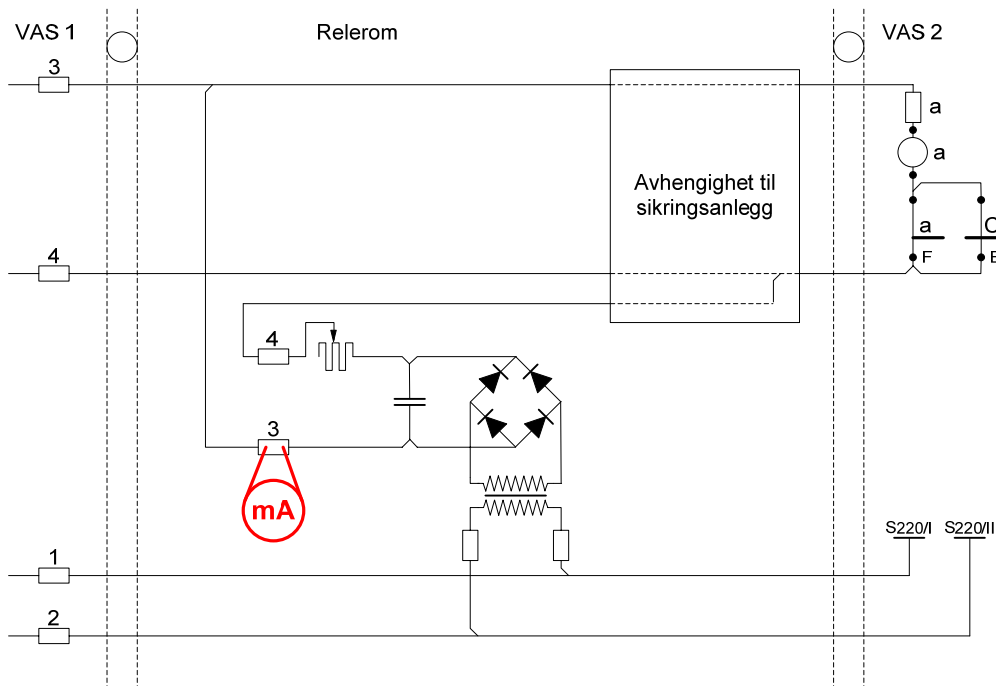 VAS 1
Relerom
VAS 2
3
a
a
Avhengighet til
sikringsanlegg
a
C
F
E
4
4
3
mA
S220/I
S220/II
1
2